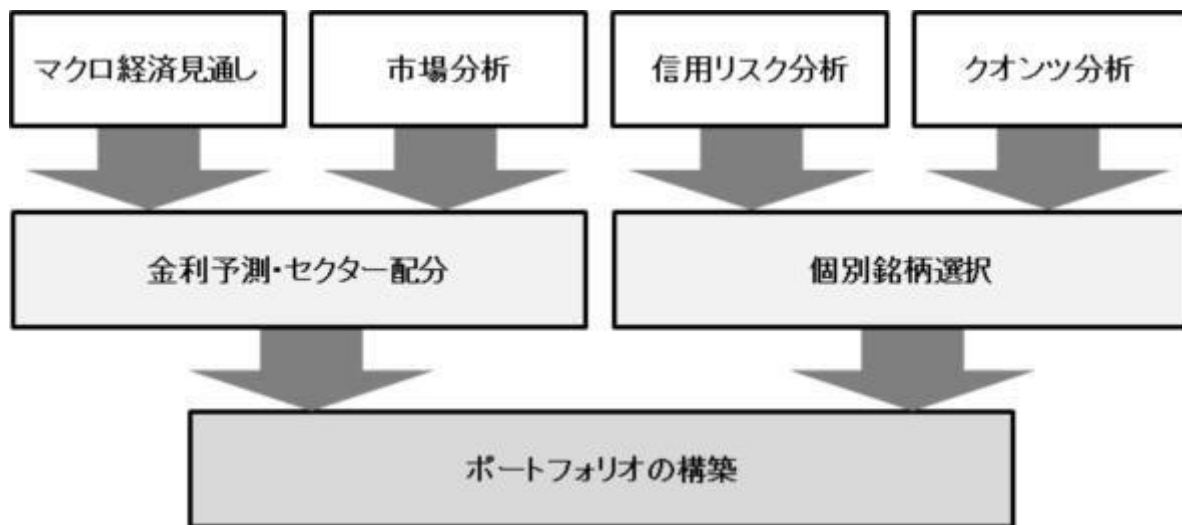 マクロ経済見通し
市場分析
信用リスク分析
クオンツ分析
金利予測・セクター配分
個別銘柄選択
ポートフォリオの構築